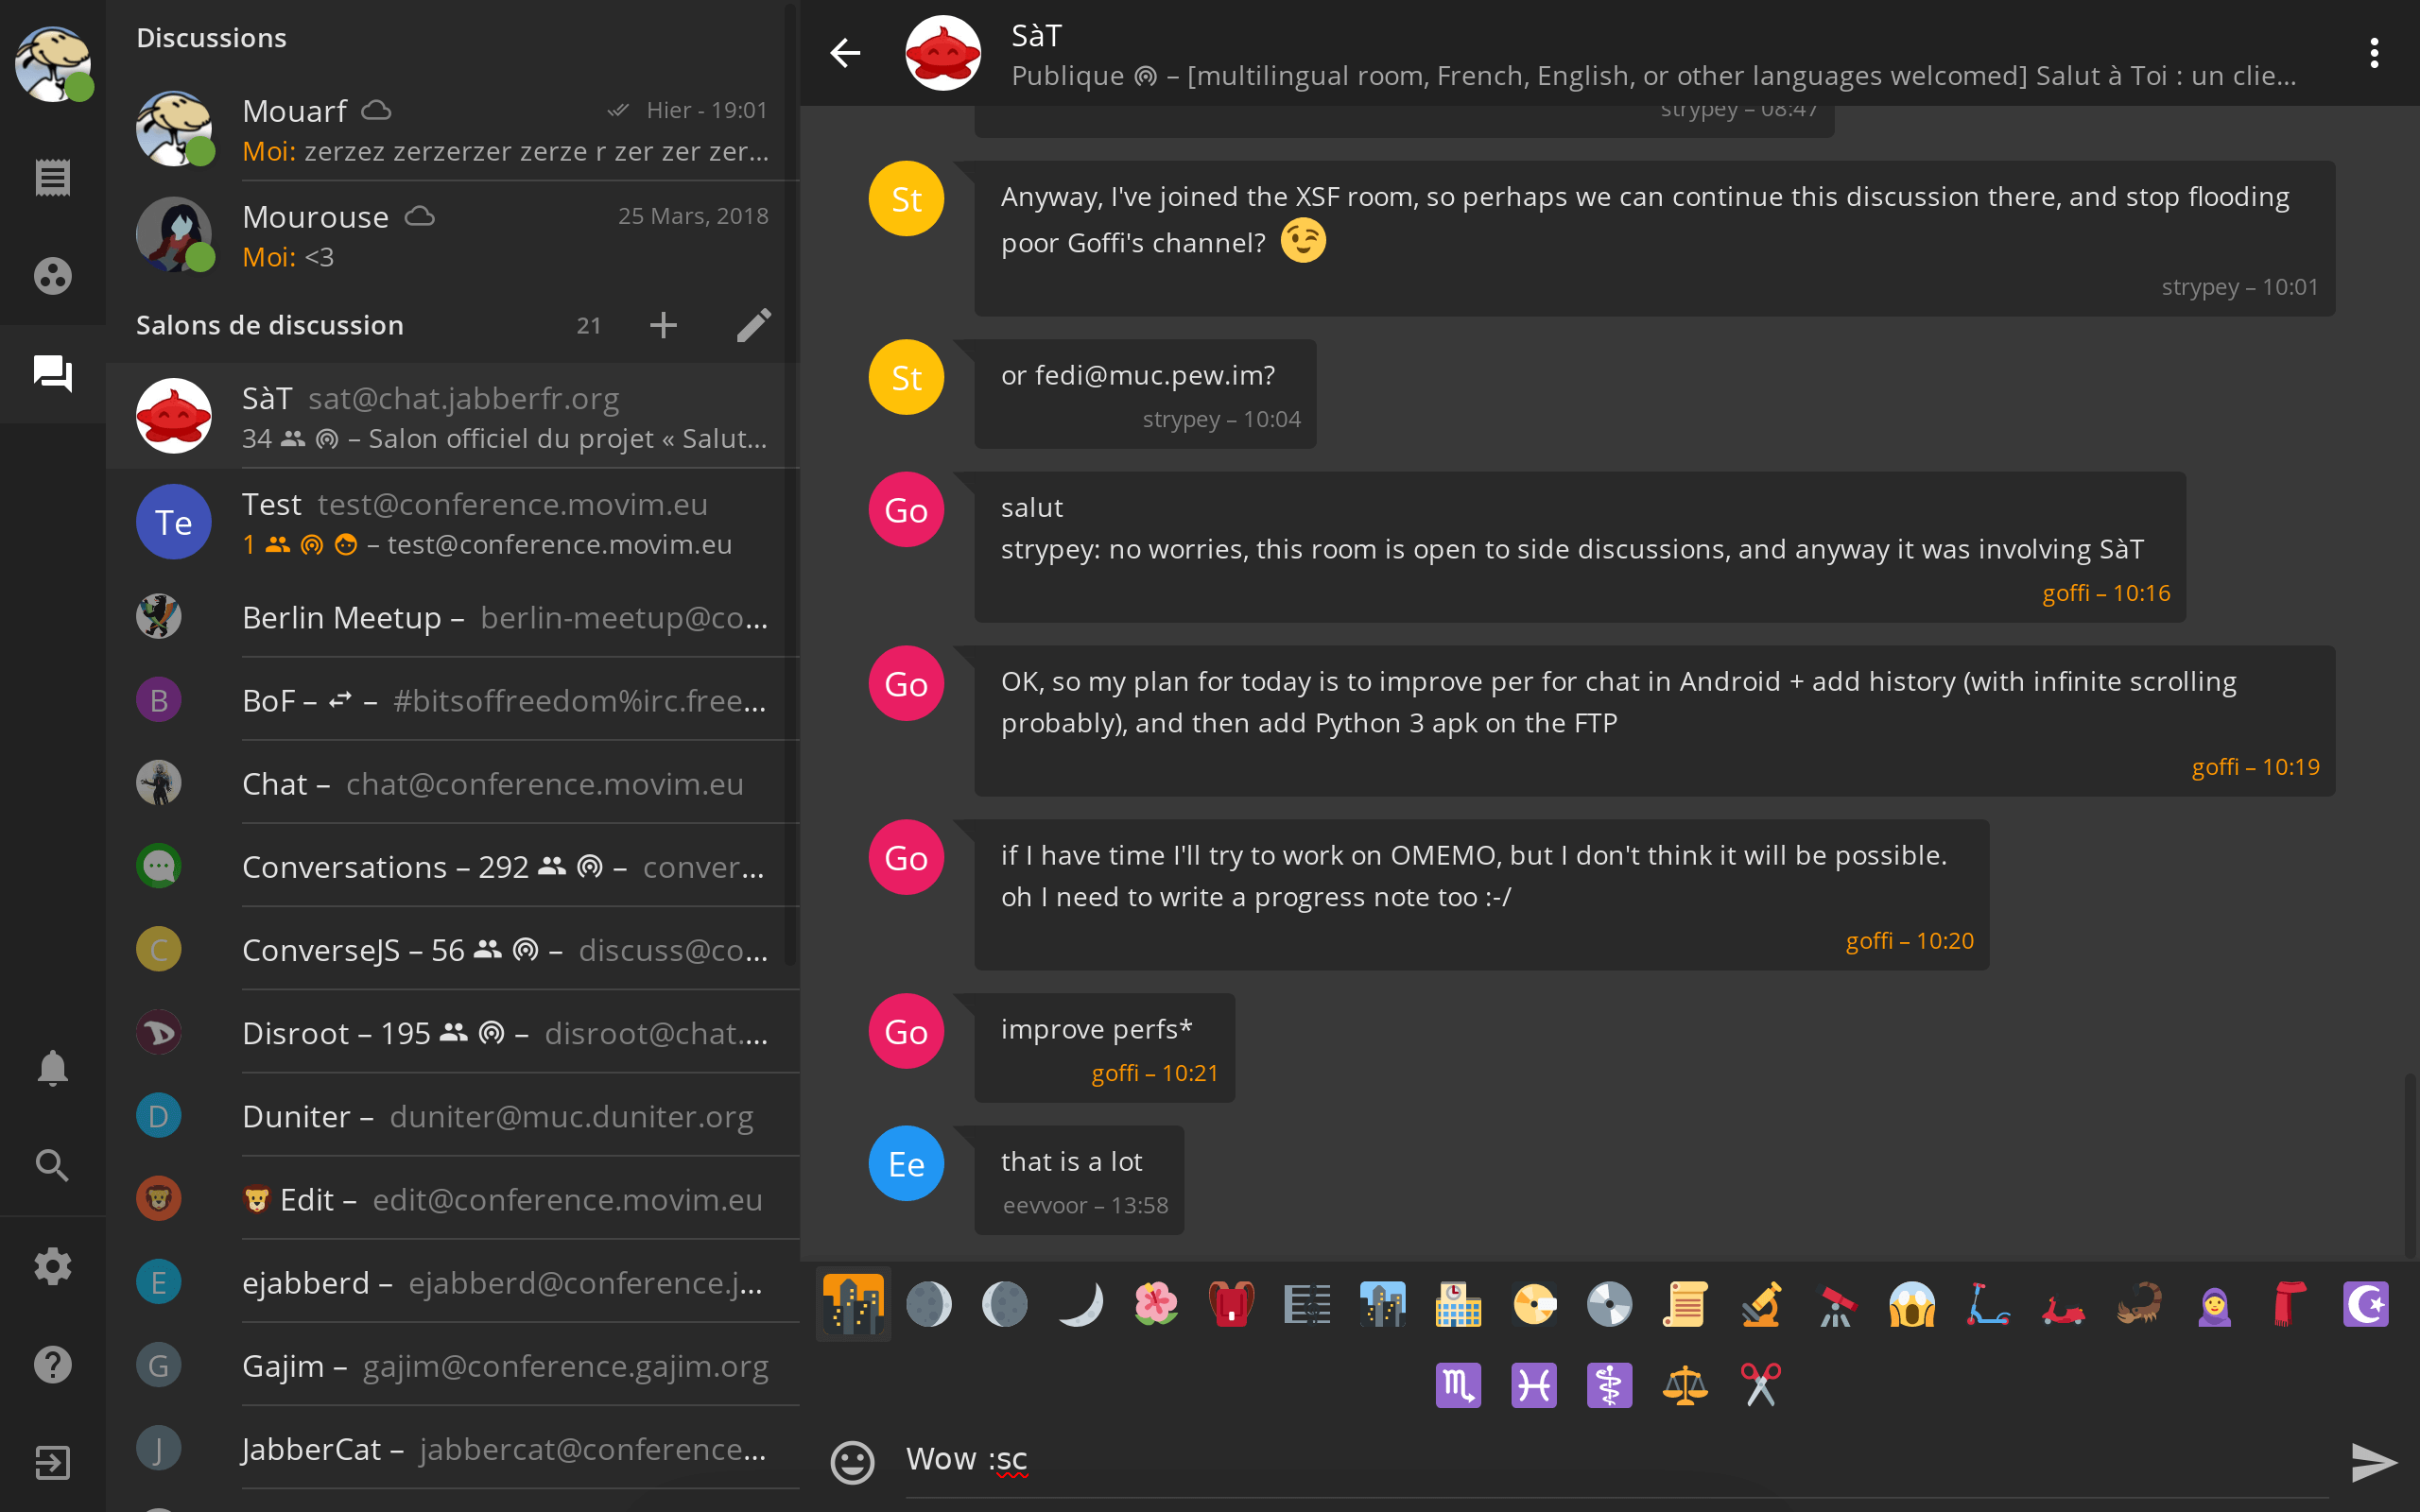 Discussions
Mouarf
Hier - 19:01
Moi: zerzez zerzerzer zerze r zer zer zer...
Mourouse
25 Mars, 2018
Moi: <3
Salons de discussion 21
SàT sat@chat.jabberfr.org
34 – Salon officiel du projet « Salut...
Te
Test test@conference.movim.eu
1 – test@conference.movim.eu
Berlin Meetup – berlin-meetup@co...
B
BoF – – #bitsoffreedom%irc.free...
Chat – chat@conference.movim.eu
Conversations – 292 – conver...
C
ConverseJS – 56 – discuss@co...
Disroot – 195 – disroot@chat....
D
Duniter – duniter@muc.duniter.org
🦁 Edit – edit@conference.movim.eu
E
ejabberd – ejabberd@conference.j...
G
Gajim – gajim@conference.gajim.org
J
JabberCat – jabbercat@conference...
SàT
Publique – [multilingual room, French, English, or other languages welcomed] Salut à Toi : un clie...
strypey – 08:47
St
Anyway, I've joined the XSF room, so perhaps we can continue this discussion there, and stop flooding
poor Goffi's channel? 😉
strypey – 10:01
St
or fedi@muc.pew.im?
strypey – 10:04
Go
salut
strypey: no worries, this room is open to side discussions, and anyway it was involving SàT
goffi – 10:16
Go
OK, so my plan for today is to improve per for chat in Android + add history (with infinite scrolling
probably), and then add Python 3 apk on the FTP
goffi – 10:19
Go
if I have time I'll try to work on OMEMO, but I don't think it will be possible.
oh I need to write a progress note too :-/
goffi – 10:20
Go
improve perfs*
goffi – 10:21
Ee
that is a lot
eevvoor – 13:58
Wow :sc